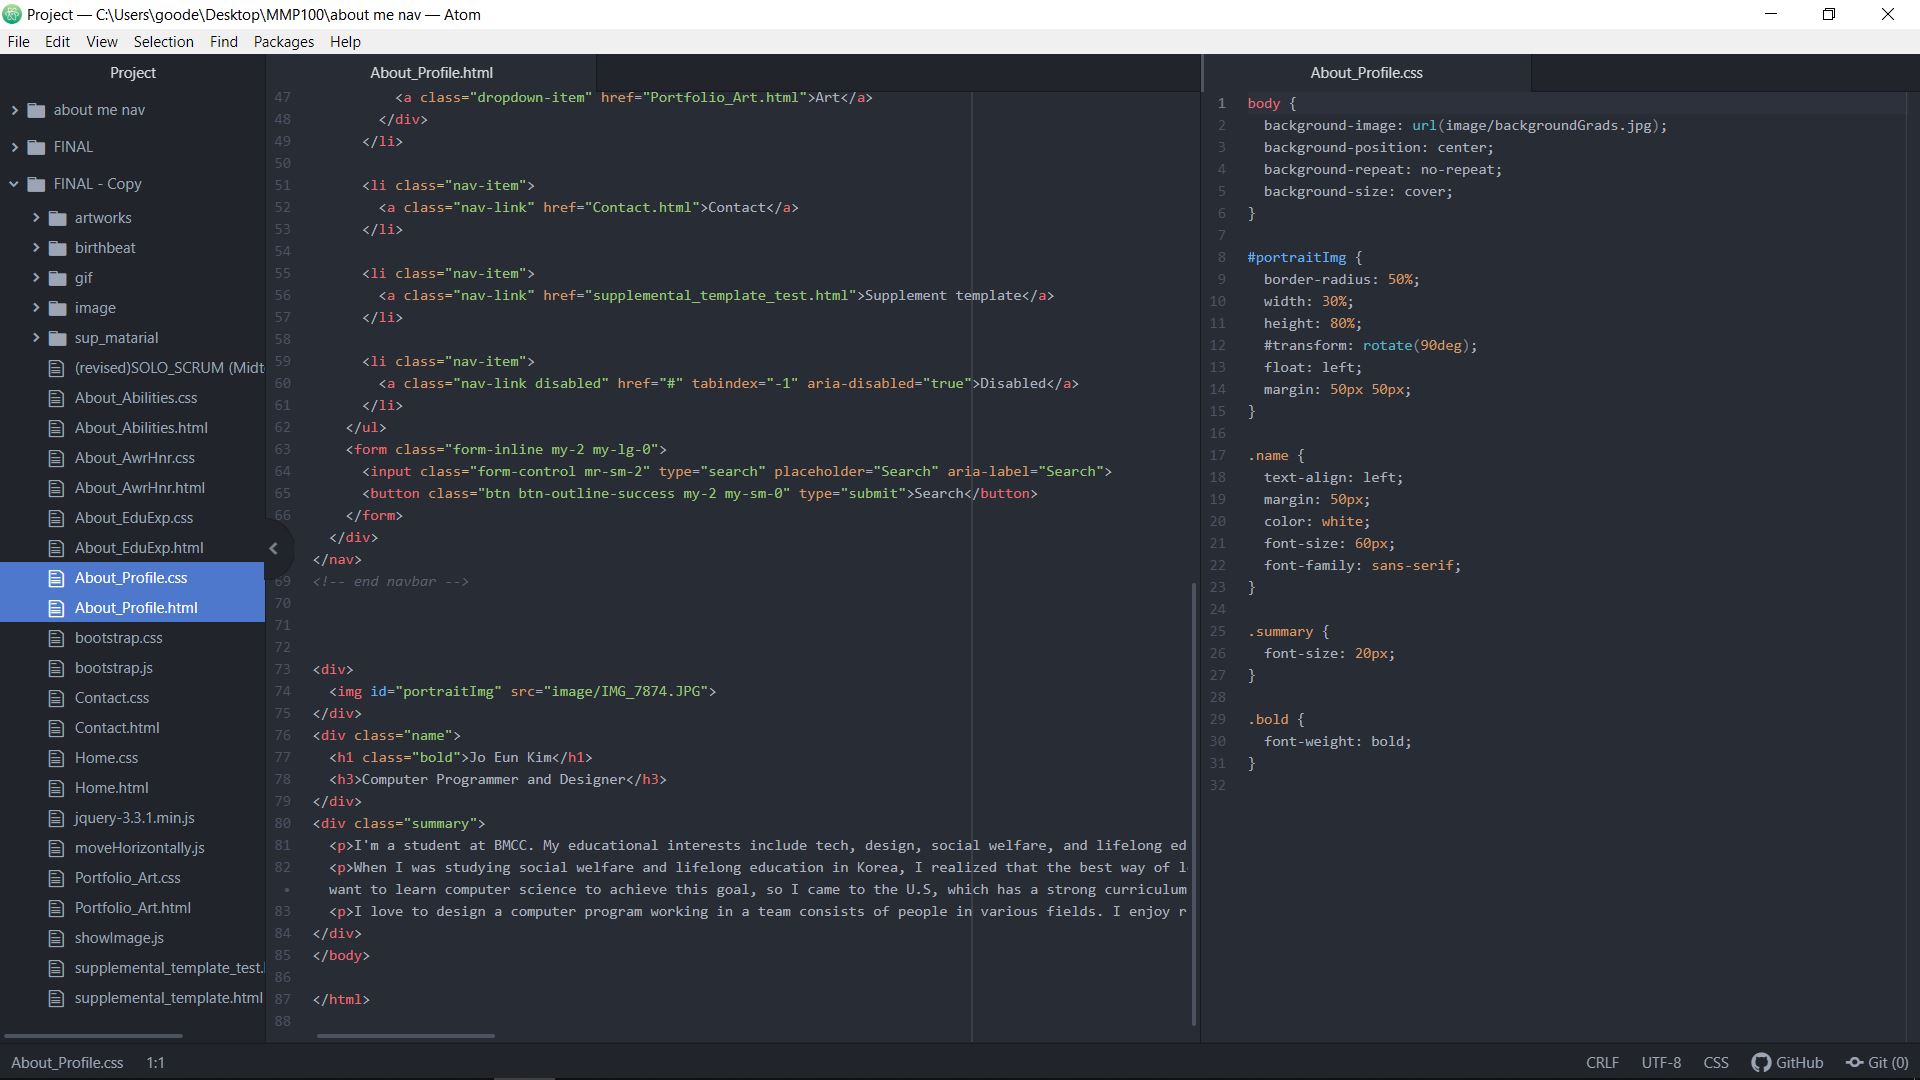 Project — C:\Users\goode\Desktop\MMP100\about me nav — Atom
File Edit View Selection Find Packages Help
Project
about me nav
FINAL
FINAL - Copy
artworks
birthbeat
gif
image
sup_matarial
(revised)SOLO_SCRUM (Midt
About_Abilities.css
About_Abilities.html
About_AwrHnr.css
About_AwrHnr.html
About_EduExp.css
About_EduExp.html
About_Profile.css
About_Profile.html
bootstrap.css
bootstrap.js
Contact.css
Contact.html
Home.css
Home.html
jquery-3.3.1.min.js
moveHorizontally.js
Portfolio_Art.css
Portfolio_Art.html
showImage.js
supplemental_template_test.
supplemental_template.html
About_Profile.html
47 <a class="dropdown-item" href="Portfolio_Art.html">Art</a>
48 </div>
49 </li>
50
51 <li class="nav-item">
52 <a class="nav-link" href="Contact.html">Contact</a>
53 </li>
54
55 <li class="nav-item">
56 <a class="nav-link" href="supplemental_template_test.html">Supplement template</a>
57 </li>
58
59 <li class="nav-item">
60 <a class="nav-link disabled" href="#" tabindex="-1" aria-disabled="true">Disabled</a>
61 </li>
62 </ul>
63 <form class="form-inline my-2 my-lg-0">
64 <input class="form-control mr-sm-2" type="search" placeholder="Search" aria-label="Search">
65 <button class="btn btn-outline-success my-2 my-sm-0" type="submit">Search</button>
66 </form>
</div>
</nav>
69 <!-- end navbar -->
70
71
72
73 <div>
74 <img id="portraitImg" src="image/IMG_7874.JPG">
75 </div>
76 <div class="name">
77 <h1 class="bold">Jo Eun Kim</h1>
78 <h3>Computer Programmer and Designer</h3>
79 </div>
80 <div class="summary">
81 <p>I'm a student at BMCC. My educational interests include tech, design, social welfare, and lifelong ed
82 <p>When I was studying social welfare and lifelong education in Korea, I realized that the best way of l
• want to learn computer science to achieve this goal, so I came to the U.S, which has a strong curriculum
83 <p>I love to design a computer program working in a team consists of people in various fields. I enjoy r
84 </div>
85 </body>
86
87 </html>
88
About_Profile.css
1 body {
2 background-image: url(image/backgroundGrads.jpg);
3 background-position: center;
4 background-repeat: no-repeat;
5 background-size: cover;
6 }
7
8 #portraitImg {
9 border-radius: 50%;
10 width: 30%;
11 height: 80%;
12 #transform: rotate(90deg);
13 float: left;
14 margin: 50px 50px;
15 }
16
17 .name {
18 text-align: left;
19 margin: 50px;
20 color: white;
21 font-size: 60px;
22 font-family: sans-serif;
23 }
24
25 .summary {
26 font-size: 20px;
27 }
28
29 .bold {
30 font-weight: bold;
31 }
32
About_Profile.css 1:1 CRLF UTF-8 CSS GitHub Git (0)